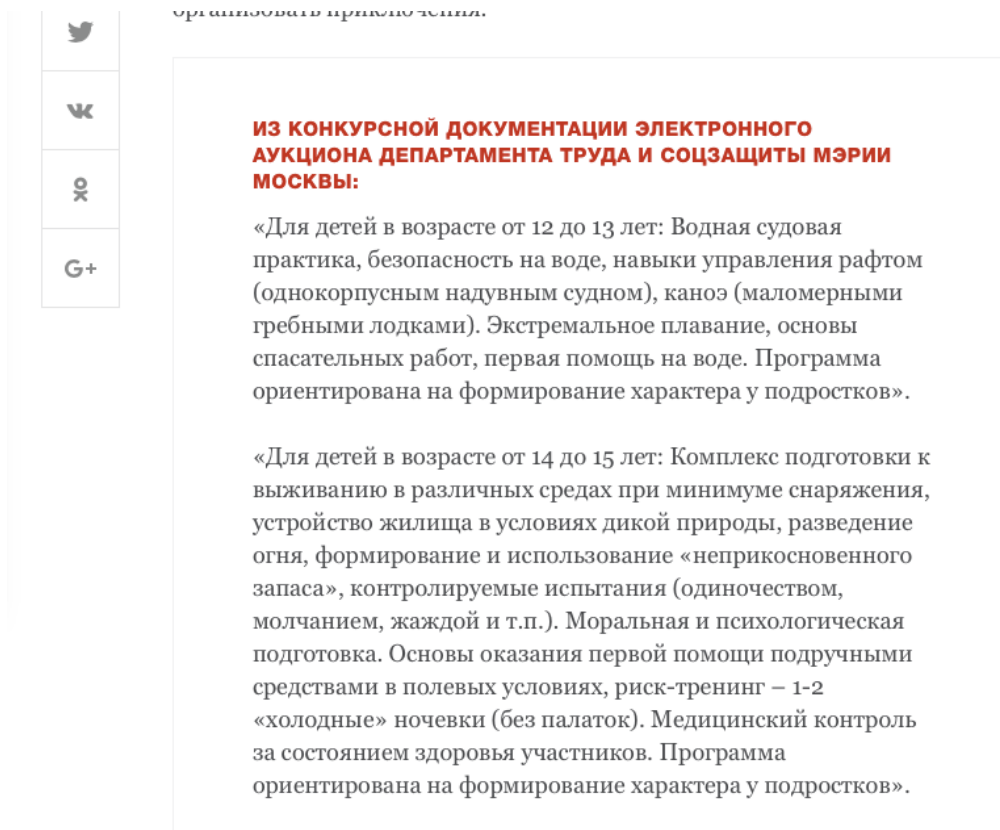 организовать приключения.
ИЗ КОНКУРСНОЙ ДОКУМЕНТАЦИИ ЭЛЕКТРОННОГО
АУКЦИОНА ДЕПАРТАМЕНТА ТРУДА И СОЦЗАЩИТЫ МЭРИИ
МОСКВЫ:
«Для детей в возрасте от 12 до 13 лет: Водная судовая
практика, безопасность на воде, навыки управления рафтом
(однокорпусным надувным судном), каноэ (маломерными
гребными лодками). Экстремальное плавание, основы
спасательных работ, первая помощь на воде. Программа
ориентирована на формирование характера у подростков».
«Для детей в возрасте от 14 до 15 лет: Комплекс подготовки к
выживанию в различных средах при минимуме снаряжения,
устройство жилища в условиях дикой природы, разведение
огня, формирование и использование «неприкосновенного
запаса», контролируемые испытания (одиночеством,
молчанием, жаждой и т.п.). Моральная и психологическая
подготовка. Основы оказания первой помощи подручными
средствами в полевых условиях, риск-тренинг – 1-2
«холодные» ночевки (без палаток). Медицинский контроль
за состоянием здоровья участников. Программа
ориентирована на формирование характера у подростков».
G+